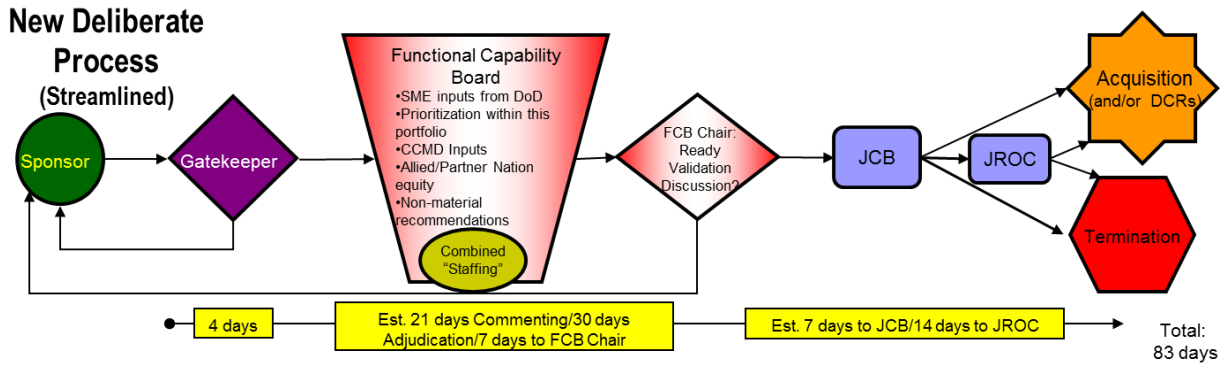 New Deliberate
Process
(Streamlined)
Sponsor
Gatekeeper
Functional Capability
Board
•SME inputs from DoD
•Prioritization within this
portfolio
•CCMD Inputs
•Allied/Partner Nation
equity
•Non-material
recommendations
Combined
“Staffing”
FCB Chair:
Ready
Validation
Discussion?
JCB
JROC
Acquisition
(and/or DCRs)
Termination
4 days
Est. 21 days Commenting/30 days
Adjudication/7 days to FCB Chair
Est. 7 days to JCB/14 days to JROC
Total:
83 days